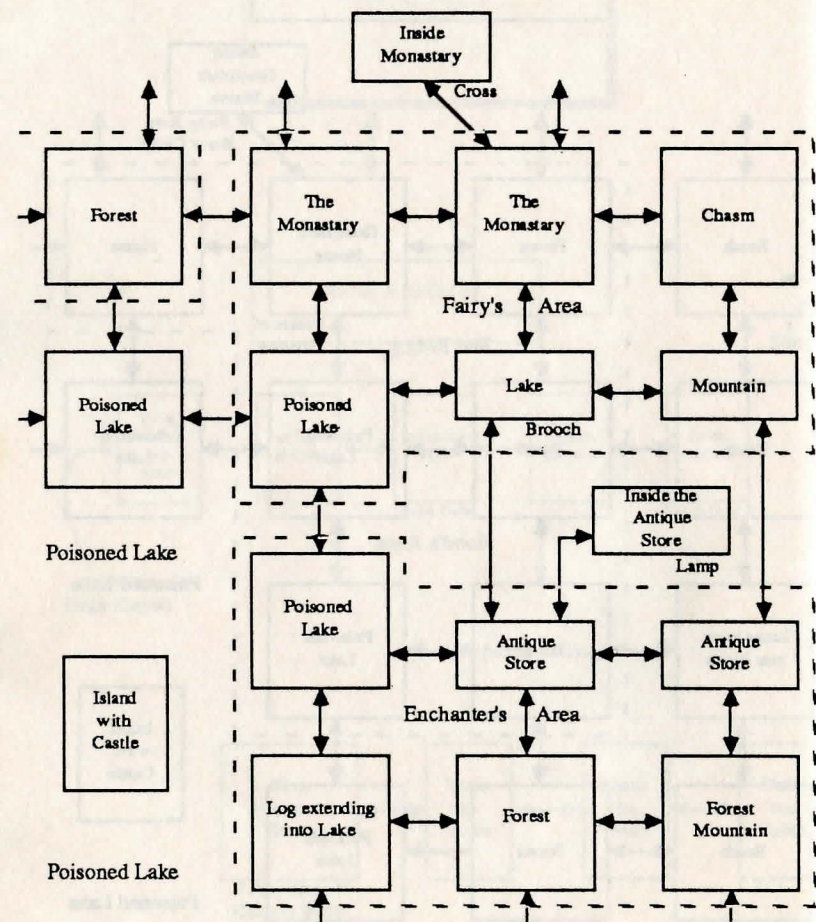 Inside
Monastary
Cross
Forest
The
Monastary
The
Monastary
Chasm
Fairy's Area
Poisoned
Lake
Poisoned
Lake
Lake
Mountain
Brooch
Inside the
Antique
Store
Lamp
Poisoned Lake
Poisoned
Lake
Antique
Store
Antique
Store
Island
with
Castle
Enchanter's Area
Log extending
into Lake
Forest
Forest
Mountain
Poisoned Lake